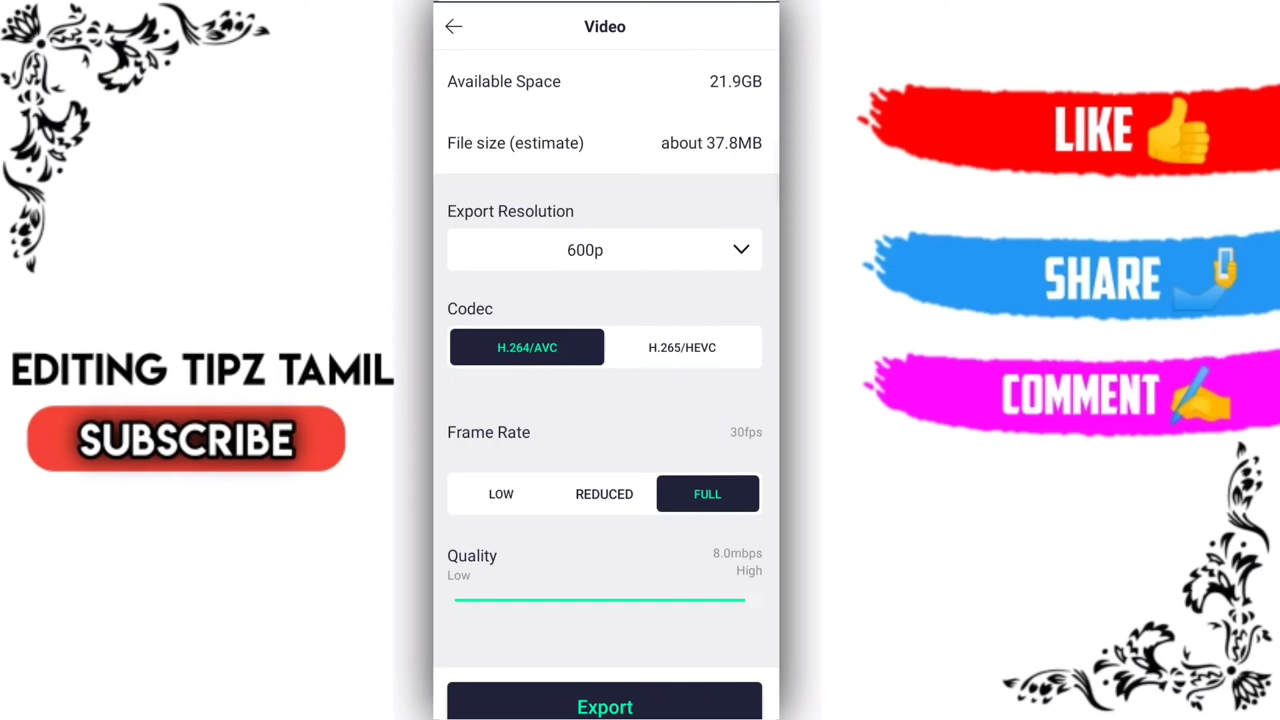 Video
Available Space 21.9GB
File size (estimate) about 37.8MB
Export Resolution
600p
Codec
H.264/AVC H.265/HEVC
Frame Rate 30fps
LOW REDUCED FULL
Quality 8.0mbps
Low High
Export
EDITING TIPZ TAMIL
SUBSCRIBE
LIKE
SHARE
COMMENT